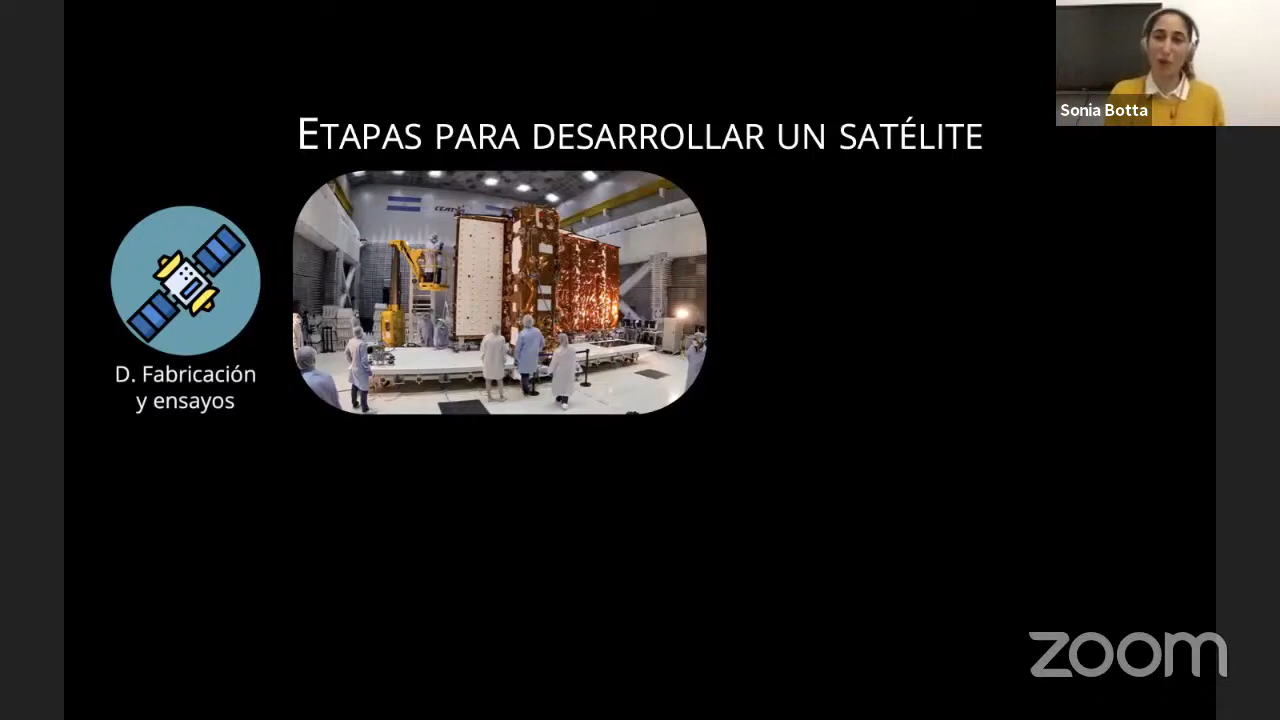 Sonia Botta
ETAPAS PARA DESARROLLAR UN SATÉLITE
D. Fabricación
y ensayos
zoom